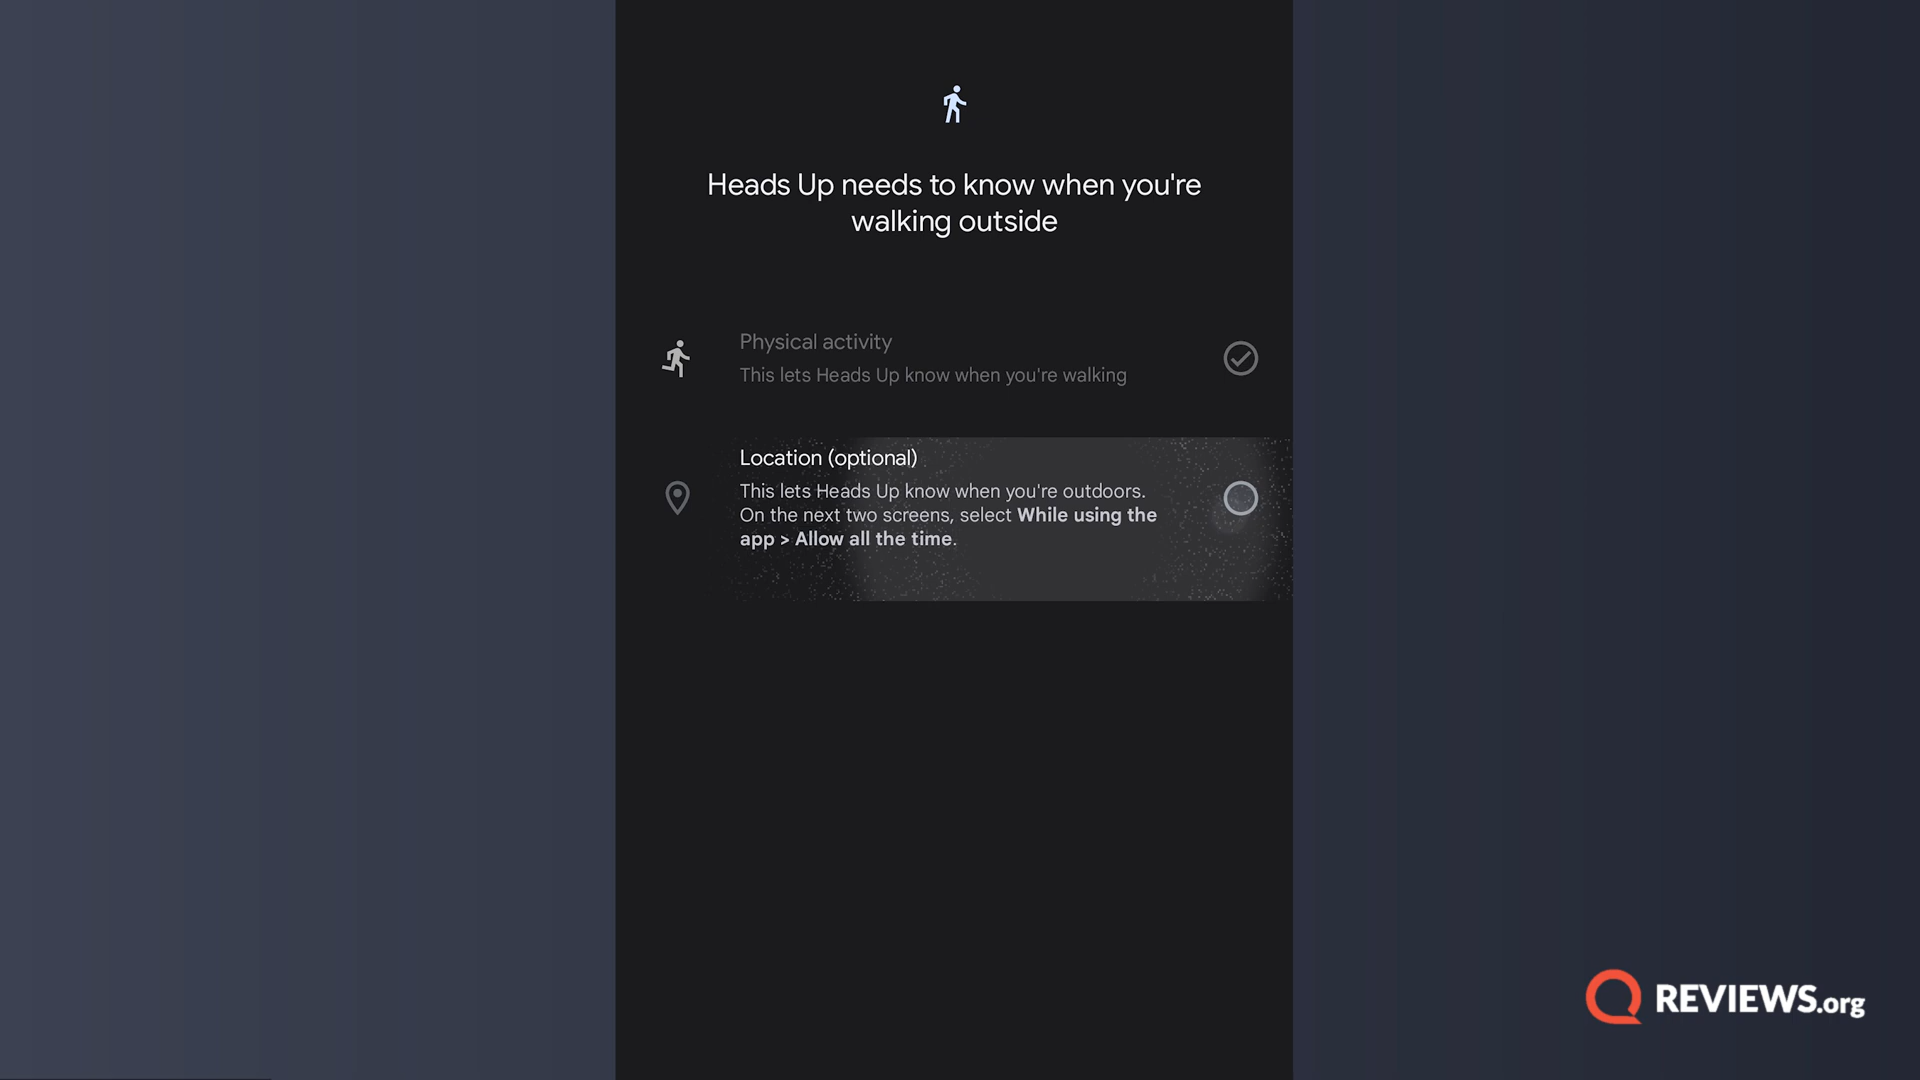 Heads Up needs to know when you're
walking outside
Physical activity
This lets Heads Up know when you're walking
Location (optional)
This lets Heads Up know when you're outdoors.
On the next two screens, select While using the
app > Allow all the time.
REVIEWS.org